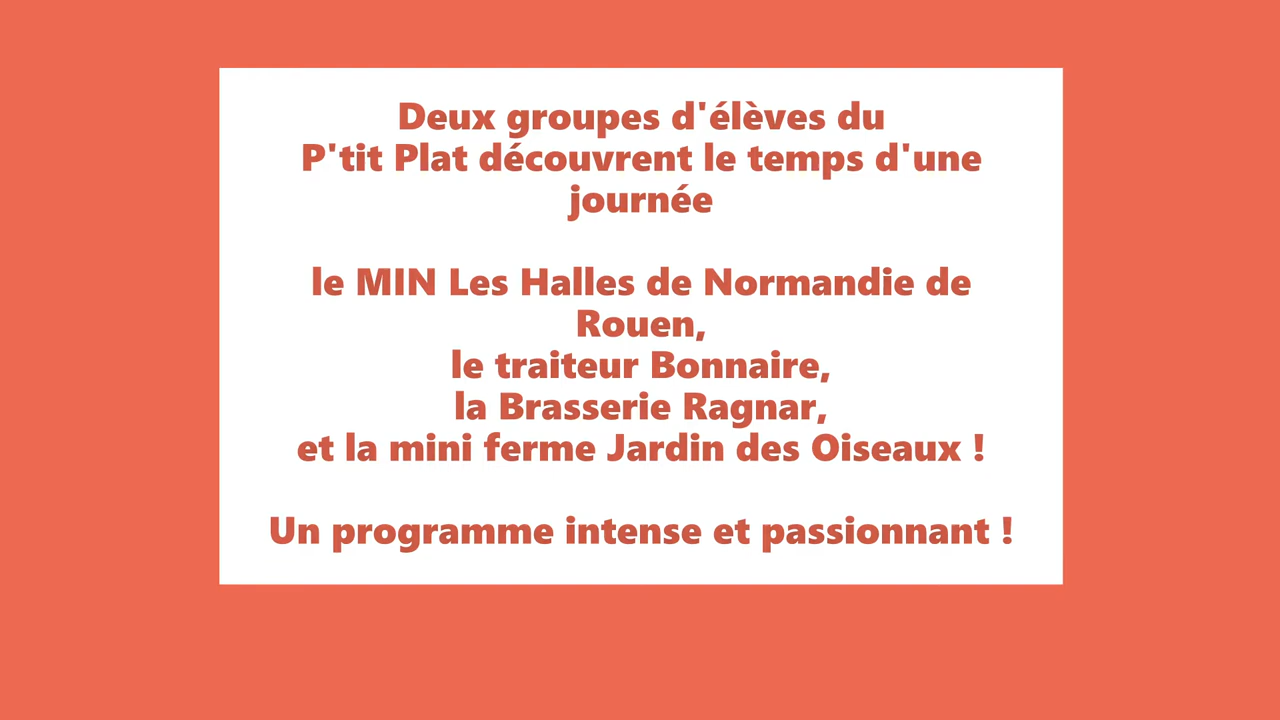 Deux groupes d'élèves du
P'tit Plat découvrent le temps d'une
journée
le MIN Les Halles de Normandie de
Rouen,
le traiteur Bonnaire,
la Brasserie Ragnar,
et la mini ferme Jardin des Oiseaux !
Un programme intense et passionnant !